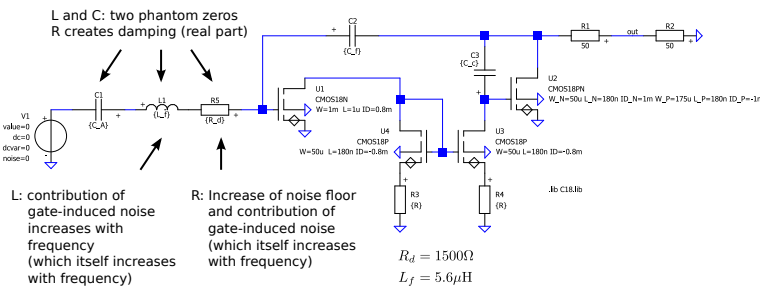 L and C: two phantom zeros
R creates damping (real part)
C2
{C_f}
R1
50
out
R2
50
C3
{C_c}
U2
CMOS18PN
W_N=50u L_N=180n ID_N=1m W_P=175u L_P=180n ID_P=-1m
C1
{C_A}
L1
{L_f}
R5
{R_d}
U1
CMOS18N
W=1m L=1u ID=0.8m
V1
value=0
dc=0
dcvar=0
noise=0
U4
CMOS18P
W=50u L=180n ID=-0.8m
U3
CMOS18P
W=50u L=180n ID=-0.8m
R3
{R}
R4
{R}
.lib C18.lib
L: contribution of
gate-induced noise
increases with
frequency
(which itself increases
with frequency)
R: Increase of noise floor
and contribution of
gate-induced noise
(which itself increases
with frequency)
R_d = 1500Ω
L_f = 5.6μH